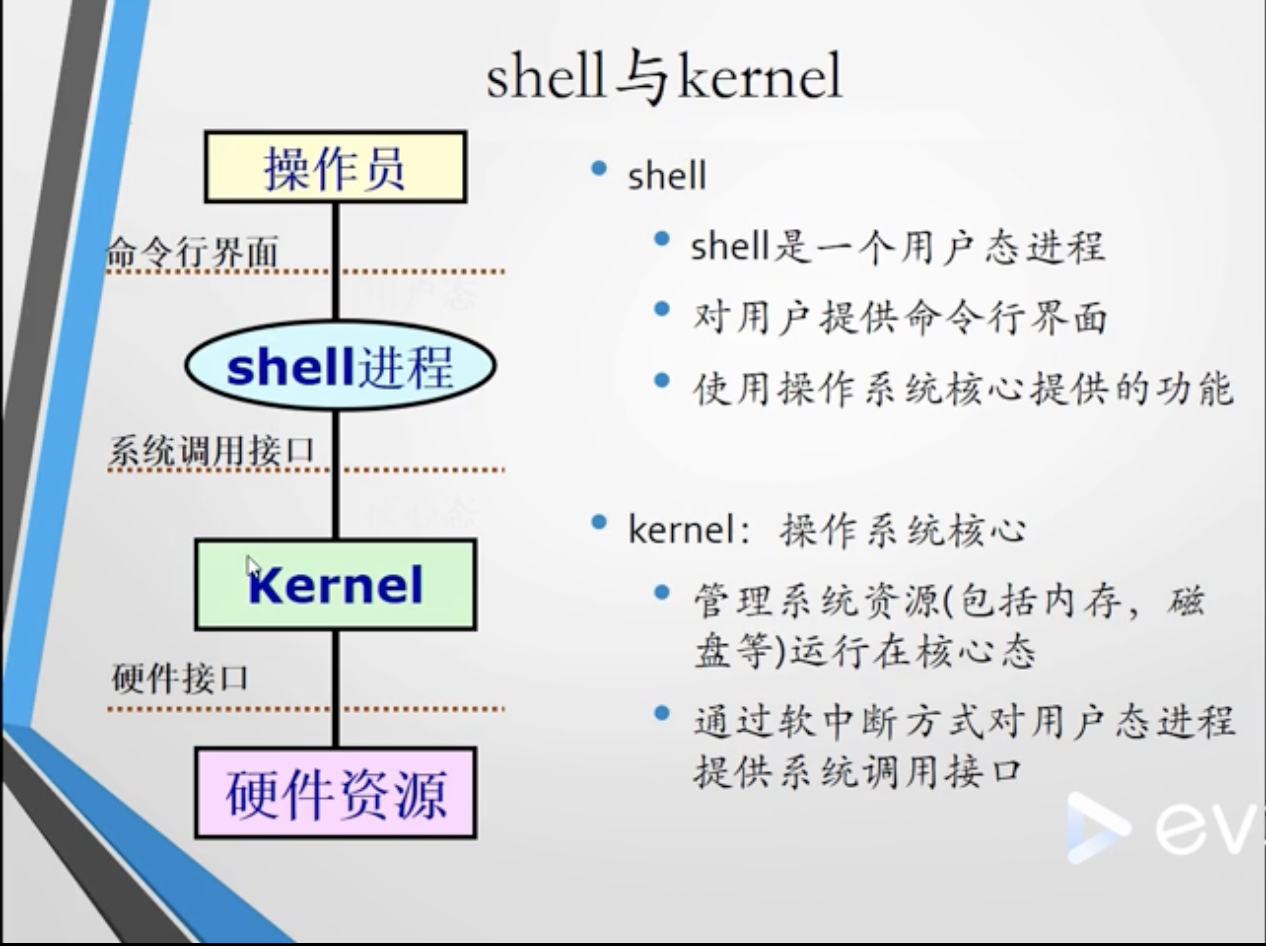 shell与kernel
操作员
命令行界面
用户态
shell进程
系统调用接口
核心态
Kernel
硬件接口
硬件资源
shell
shell是一个用户态进程
对用户提供命令行界面
使用操作系统核心提供的功能
kernel：操作系统核心
管理系统资源(包括内存，磁
盘等)运行在核心态
通过软中断方式对用户态进程
提供系统调用接口